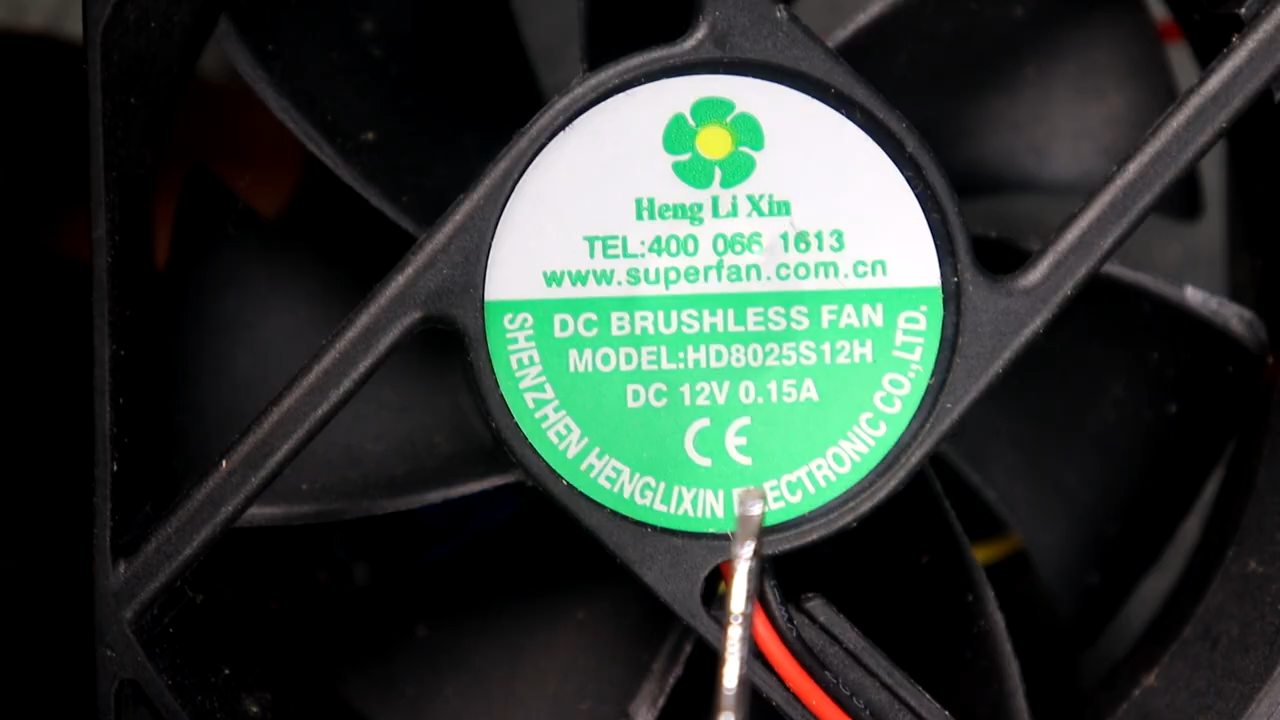 Heng Li Xin
TEL:400 066 1613
www.superfan.com.cn
DC BRUSHLESS FAN
MODEL:HD8025S12H
DC 12V 0.15A
CE
SHENZHEN HENGLIXIN ELECTRONIC CO.,LTD.